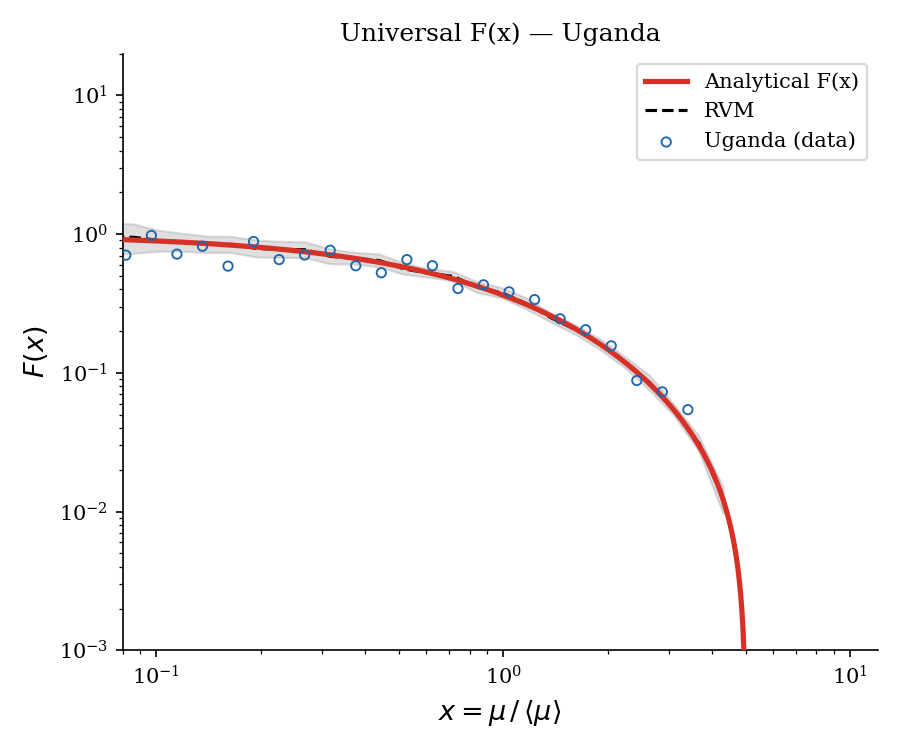 Universal F(x) — Uganda
Analytical F(x)
RVM
Uganda (data)
10¹
10⁰
10⁻¹
10⁻²
10⁻³
F(x)
10⁻¹
10⁰
10¹
x = μ / ⟨μ⟩